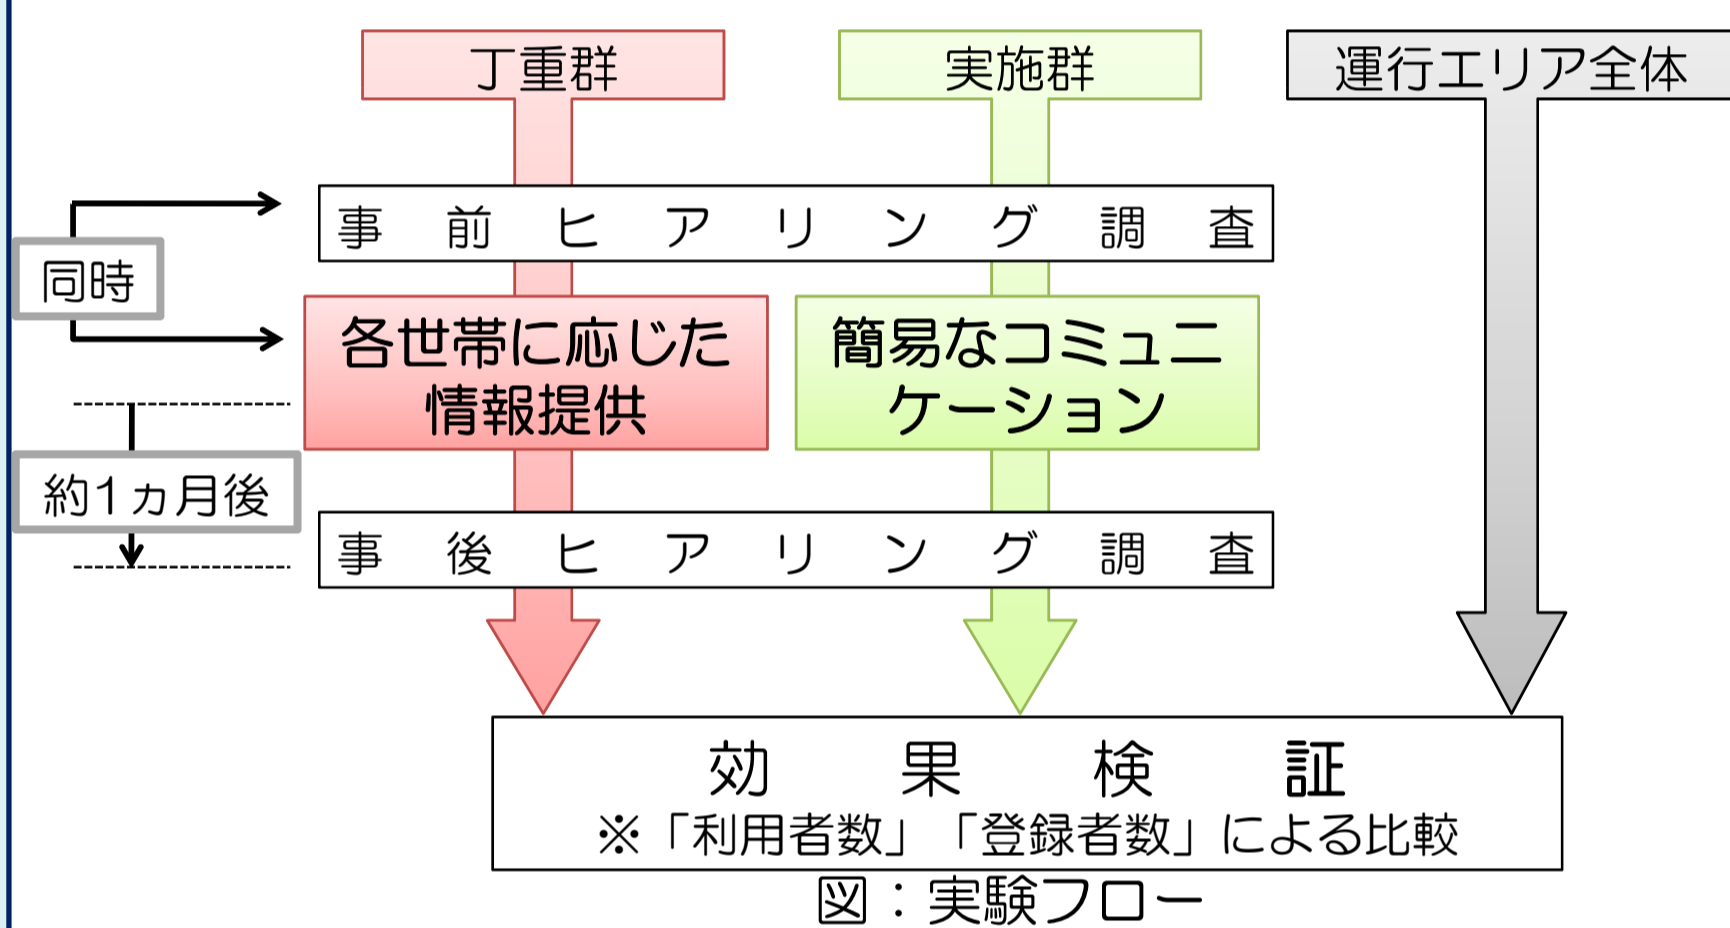 丁重群
実施群
運行エリア全体
事前ヒアリング調査
同時
各世帯に応じた
情報提供
簡易なコミュニ
ケーション
約1ヵ月後
事後ヒアリング調査
効果検証
※「利用者数」「登録者数」による比較
図：実験フロー